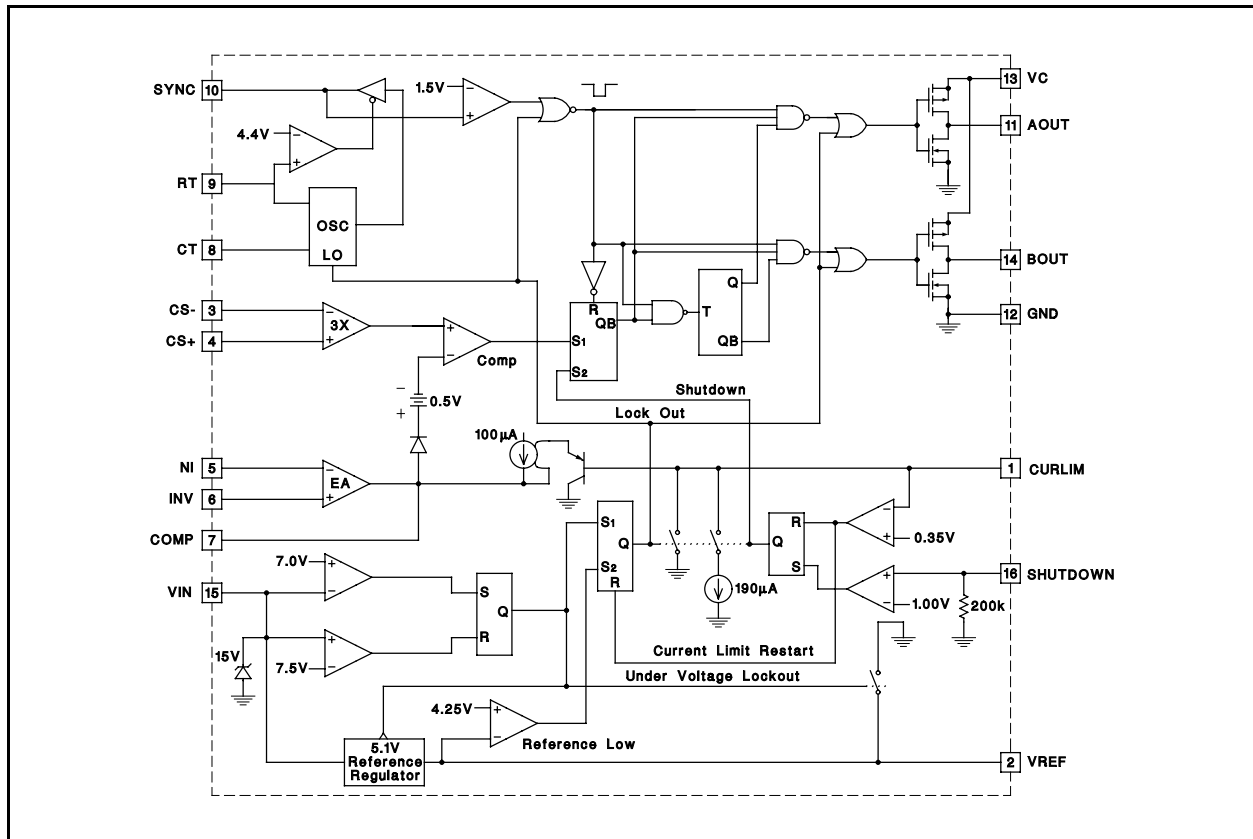 SYNC 10
1.5V
−
+
13 VC
4.4V
−
+
11 AOUT
RT 9
OSC
LO
CT 8
14 BOUT
CS- 3
−
3X
+
CS+ 4
+
−
Comp
R
S1
QB
S2
T
Q
QB
12 GND
−
+
0.5V
Shutdown
Lock Out
100µA
NI 5
−
EA
+
INV 6
1 CURLIM
COMP 7
S1
Q
S2
R
R
Q
S
−
+
0.35V
7.0V
+
−
VIN 15
S
Q
R
190µA
+
−
1.00V
16 SHUTDOWN
200k
15V
+
7.5V
−
Current Limit Restart
Under Voltage Lockout
4.25V
+
−
Reference Low
5.1V
Reference
Regulator
2 VREF